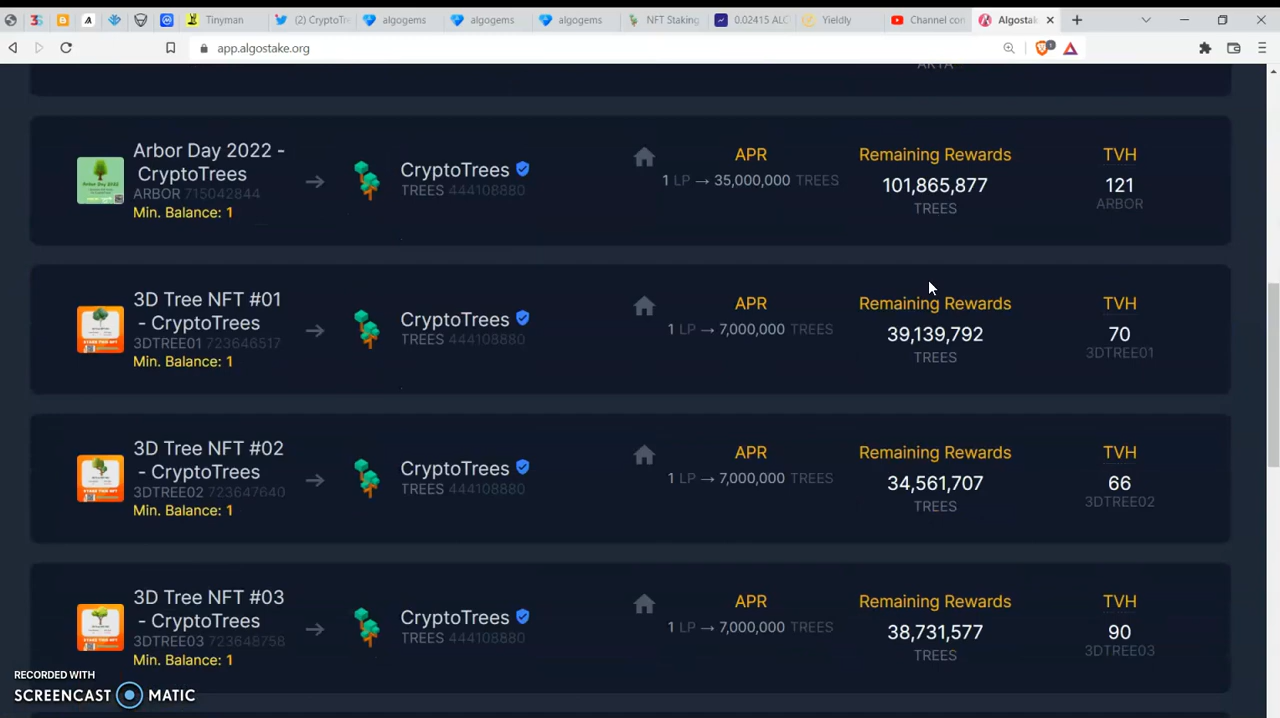 Tinyman
(2) CryptoTre
algogems
algogems
algogems
NFT Staking
0.02415 ALG
Yieldly
Channel con
Algostak
app.algostake.org
ARTA
Arbor Day 2022 -
CryptoTrees
ARBOR 715042844
Min. Balance: 1
CryptoTrees
TREES 444108880
APR
1 LP → 35,000,000 TREES
Remaining Rewards
101,865,877
TREES
TVH
121
ARBOR
3D Tree NFT #01
- CryptoTrees
3DTREE01 723646517
Min. Balance: 1
CryptoTrees
TREES 444108880
APR
1 LP → 7,000,000 TREES
Remaining Rewards
39,139,792
TREES
TVH
70
3DTREE01
3D Tree NFT #02
- CryptoTrees
3DTREE02 723647640
Min. Balance: 1
CryptoTrees
TREES 444108880
APR
1 LP → 7,000,000 TREES
Remaining Rewards
34,561,707
TREES
TVH
66
3DTREE02
3D Tree NFT #03
- CryptoTrees
3DTREE03 723648758
Min. Balance: 1
CryptoTrees
TREES 444108880
APR
1 LP → 7,000,000 TREES
Remaining Rewards
38,731,577
TREES
TVH
90
3DTREE03
RECORDED WITH
SCREENCAST MATIC